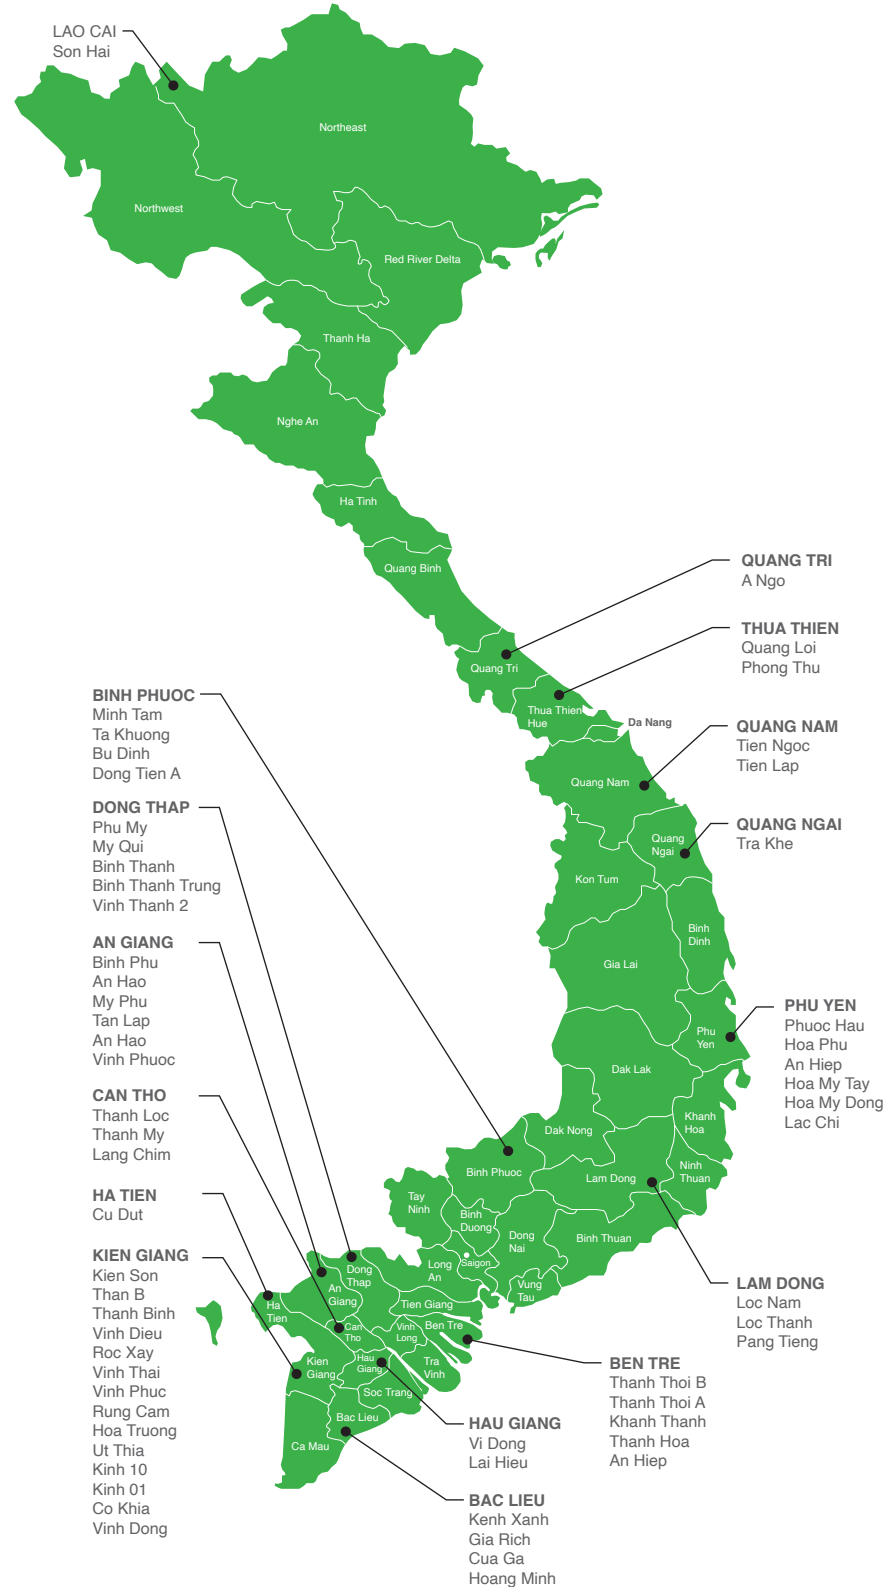 LAO CAI
Son Hai
Northeast
Northwest
Red River Delta
Thanh Ha
Nghe An
Ha Tinh
Quang Binh
QUANG TRI
A Ngo
THUA THIEN
Quang Loi
Phong Thu
Quang Tri
Thua Thien
Hue
Da Nang
QUANG NAM
Tien Ngoc
Tien Lap
Quang Nam
QUANG NGAI
Tra Khe
Quang
Ngai
Kon Tum
Binh
Dinh
Gia Lai
PHU YEN
Phuoc Hau
Hoa Phu
An Hiep
Hoa My Tay
Hoa My Dong
Lac Chi
Phu
Yen
Dak Lak
Khanh
Hoa
Dak Nong
Ninh
Thuan
Lam Dong
Binh Phuoc
Tay
Ninh
Binh
Duong
Dong
Nai
Binh Thuan
Saigon
Long
An
Vung
Tau
LAM DONG
Loc Nam
Loc Thanh
Pang Tieng
BINH PHUOC
Minh Tam
Ta Khuong
Bu Dinh
Dong Tien A
DONG THAP
Phu My
My Qui
Binh Thanh
Binh Thanh Trung
Vinh Thanh 2
AN GIANG
Binh Phu
An Hao
My Phu
Tan Lap
An Hao
Vinh Phuoc
CAN THO
Thanh Loc
Thanh My
Lang Chim
HA TIEN
Cu Dut
KIEN GIANG
Kien Son
Than B
Thanh Binh
Vinh Dieu
Roc Xay
Vinh Thai
Vinh Phuc
Rung Cam
Hoa Truong
Ut Thia
Kinh 10
Kinh 01
Co Khia
Vinh Dong
Dong
Thap
An
Giang
Ha
Tien
Tien Giang
Can
Tho
Vinh
Long
Ben Tre
Kien
Giang
Hau
Giang
Tra
Vinh
Soc Trang
Bac Lieu
Ca Mau
BEN TRE
Thanh Thoi B
Thanh Thoi A
Khanh Thanh
Thanh Hoa
An Hiep
HAU GIANG
Vi Dong
Lai Hieu
BAC LIEU
Kenh Xanh
Gia Rich
Cua Ga
Hoang Minh